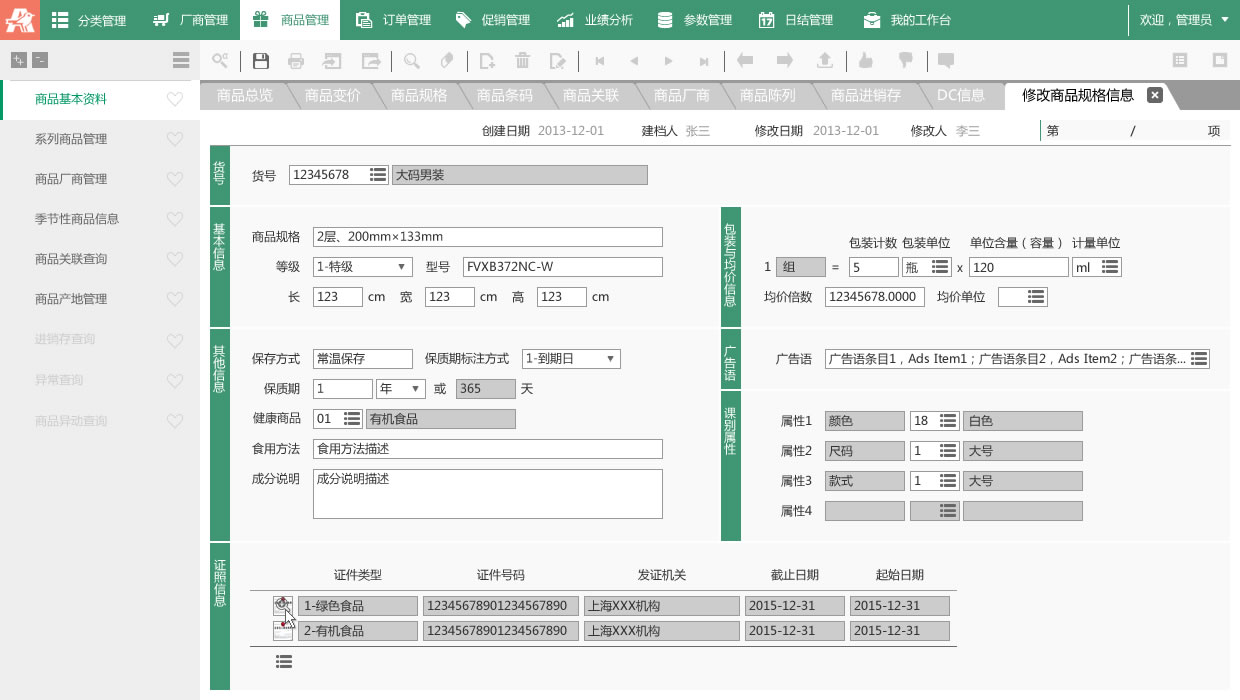 分类管理 厂商管理 商品管理 订单管理 促销管理 业绩分析 参数管理 日结管理 我的工作台 欢迎，管理员
商品基本资料
系列商品管理
商品厂商管理
季节性商品信息
商品关联查询
商品产地管理
进销存查询
异常查询
商品异动查询
商品总览 商品变价 商品规格 商品条码 商品关联 商品厂商 商品陈列 商品进销存 DC信息 修改商品规格信息
创建日期 2013-12-01 建档人 张三 修改日期 2013-12-01 修改人 李三 第 / 项
货号
货号 12345678 大码男装
基本信息
商品规格 2层、200mm×133mm
等级 1-特级 型号 FVXB372NC-W
长 123 cm 宽 123 cm 高 123 cm
包装与均价信息
包装计数 包装单位 单位含量（容量） 计量单位
1 组 = 5 瓶 x 120 ml
均价倍数 12345678.0000 均价单位
其他信息
保存方式 常温保存 保质期标注方式 1-到期日
保质期 1 年 或 365 天
健康商品 01 有机食品
食用方法 食用方法描述
成分说明 成分说明描述
广告语
广告语 广告语条目1，Ads Item1；广告语条目2，Ads Item2；广告语条...
课别属性
属性1 颜色 18 白色
属性2 尺码 1 大号
属性3 款式 1 大号
属性4
证照信息
证件类型 证件号码 发证机关 截止日期 起始日期
1-绿色食品 12345678901234567890 上海XXX机构 2015-12-31 2015-12-31
2-有机食品 12345678901234567890 上海XXX机构 2015-12-31 2015-12-31